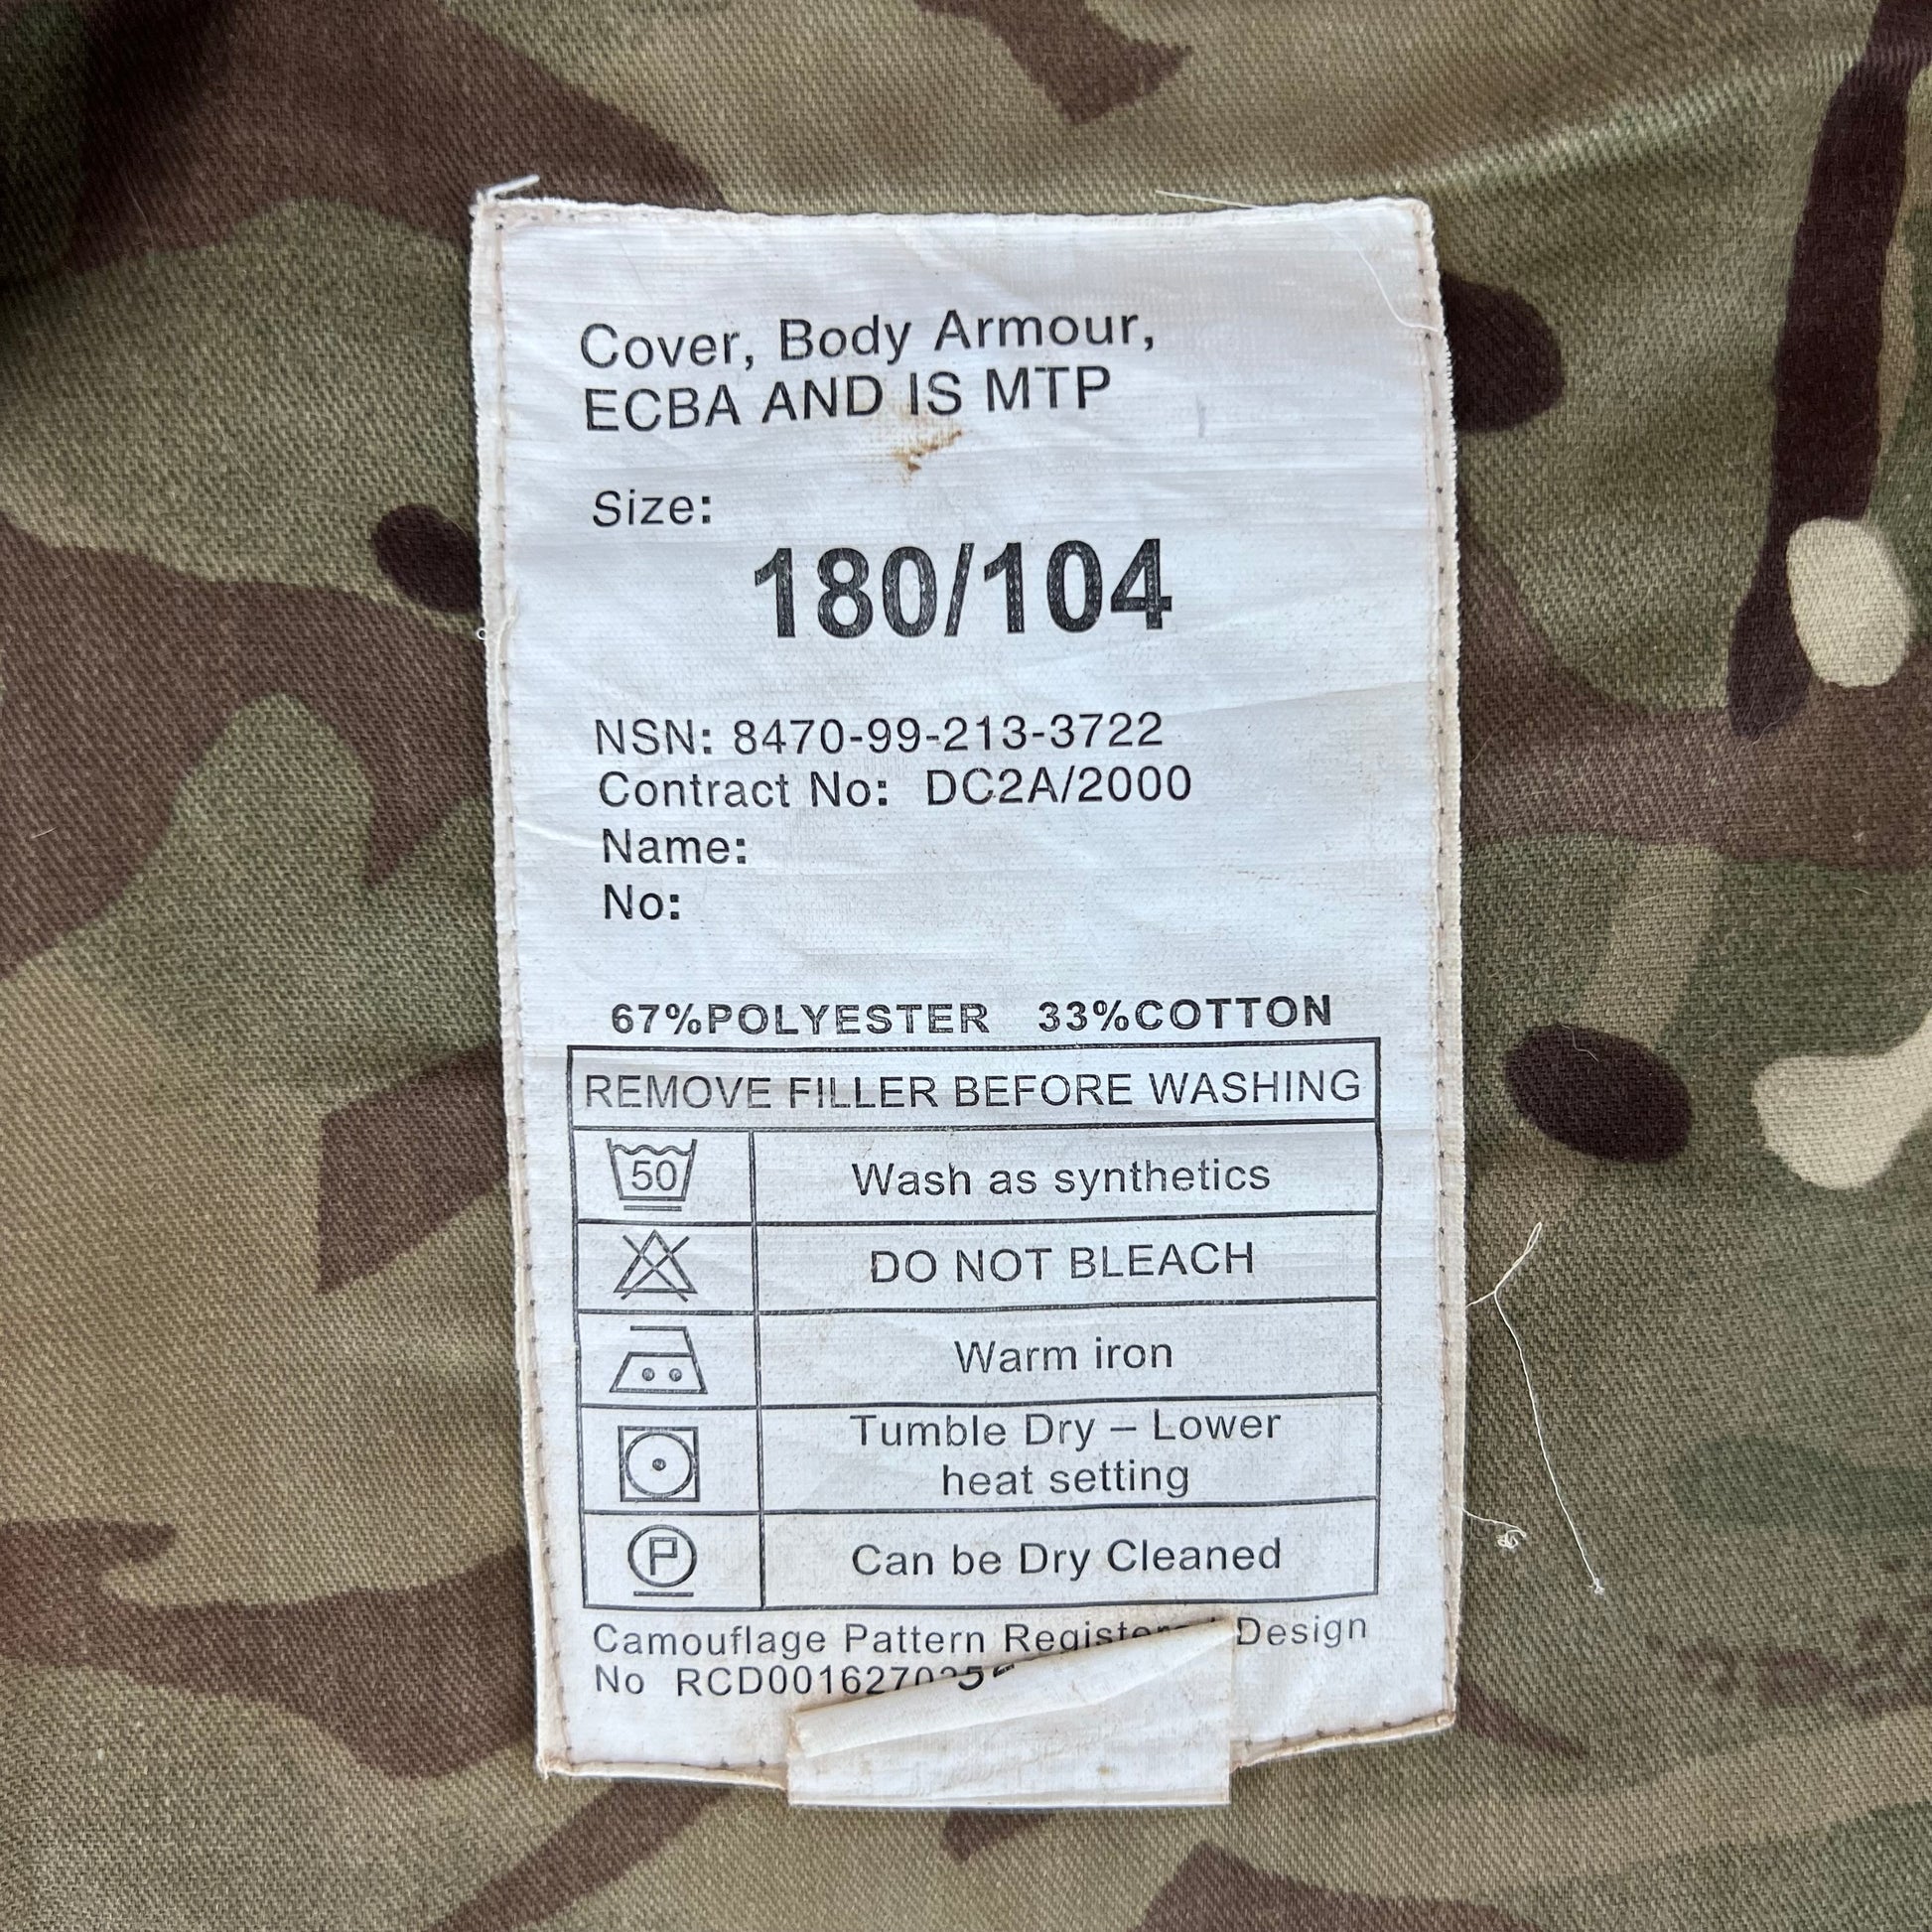 Cover, Body Armour,
ECBA AND IS MTP
Size:
180/104
NSN: 8470-99-213-3722
Contract No: DC2A/2000
Name:
No:
67%POLYESTER 33%COTTON
REMOVE FILLER BEFORE WASHING
50 Wash as synthetics
DO NOT BLEACH
Warm iron
Tumble Dry – Lower
heat setting
P Can be Dry Cleaned
Camouflage Pattern Design
No